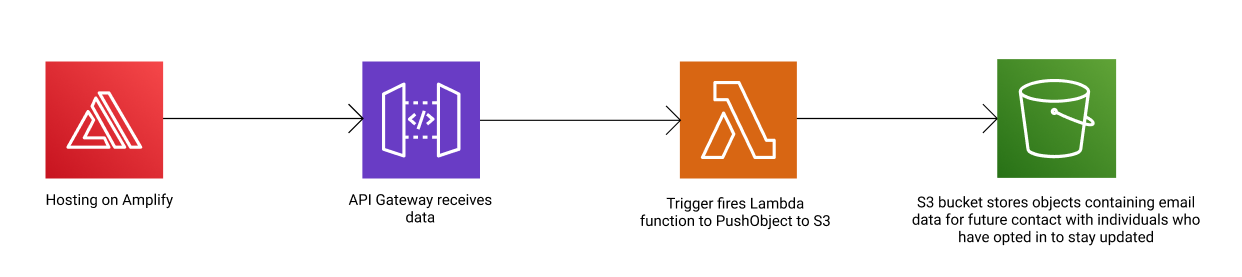 Hosting on Amplify
API Gateway receives
data
Trigger fires Lambda
function to PushObject to S3
S3 bucket stores objects containing email
data for future contact with individuals who
have opted in to stay updated